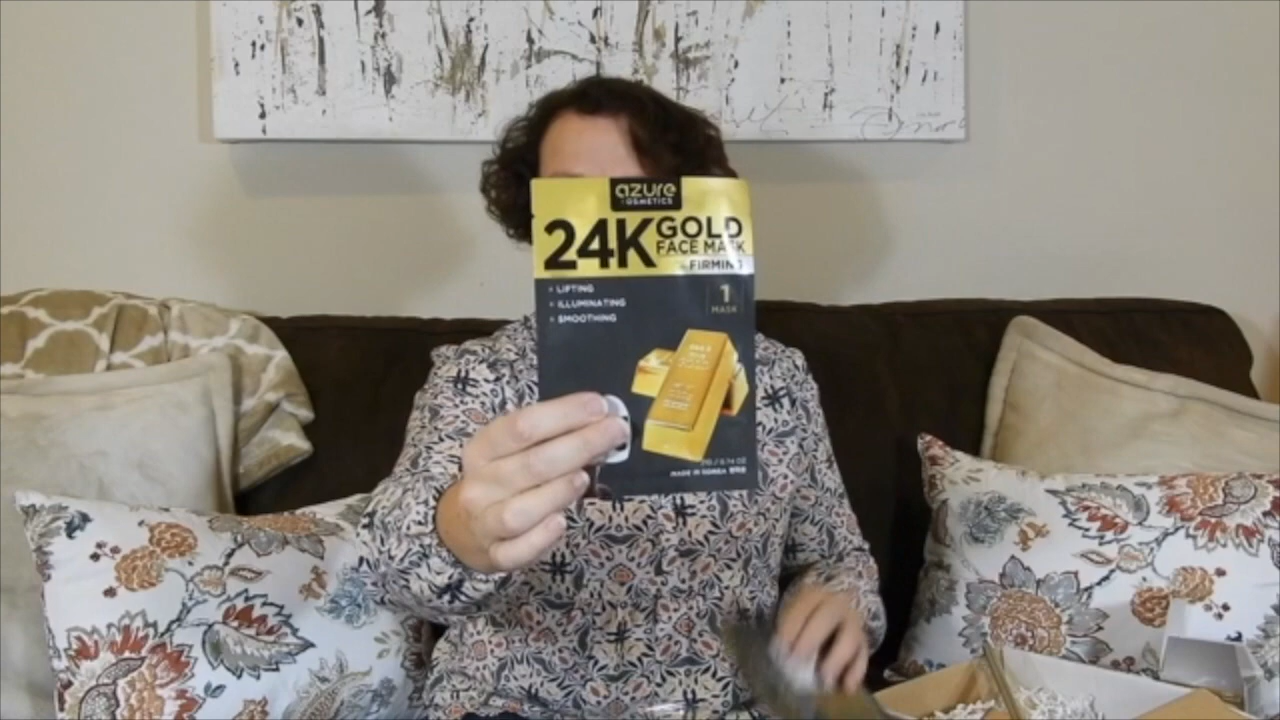 azure
COSMETICS
24K GOLD
FACE MASK
FIRMING
LIFTING
ILLUMINATING
SMOOTHING
1
MASK
MADE IN KOREA